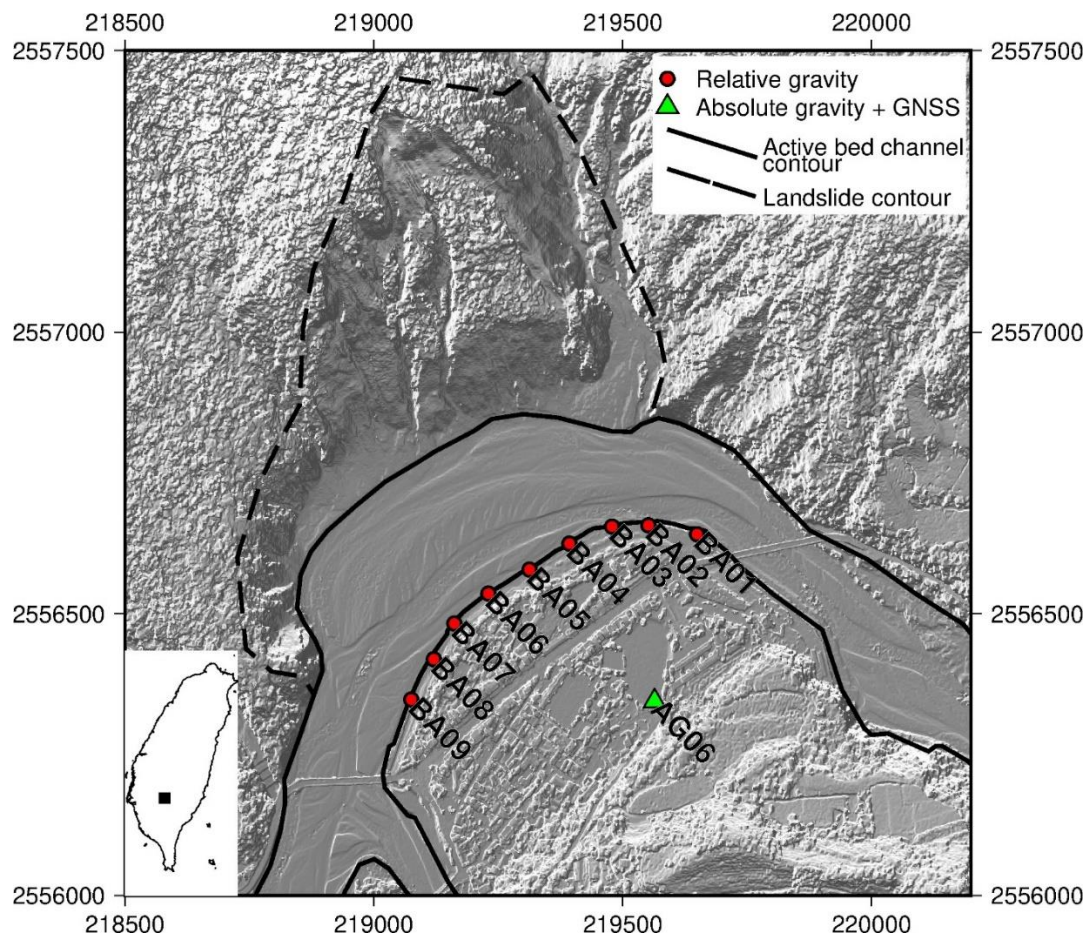 218500 219000 219500 220000
2557500 2557500
Relative gravity
Absolute gravity + GNSS
Active bed channel
contour
Landslide contour
2557000 2557000
BA01
BA02
BA03
BA04
BA05
BA06
BA07
BA08
BA09
2556500 2556500
AG06
2556000 2556000
218500 219000 219500 220000